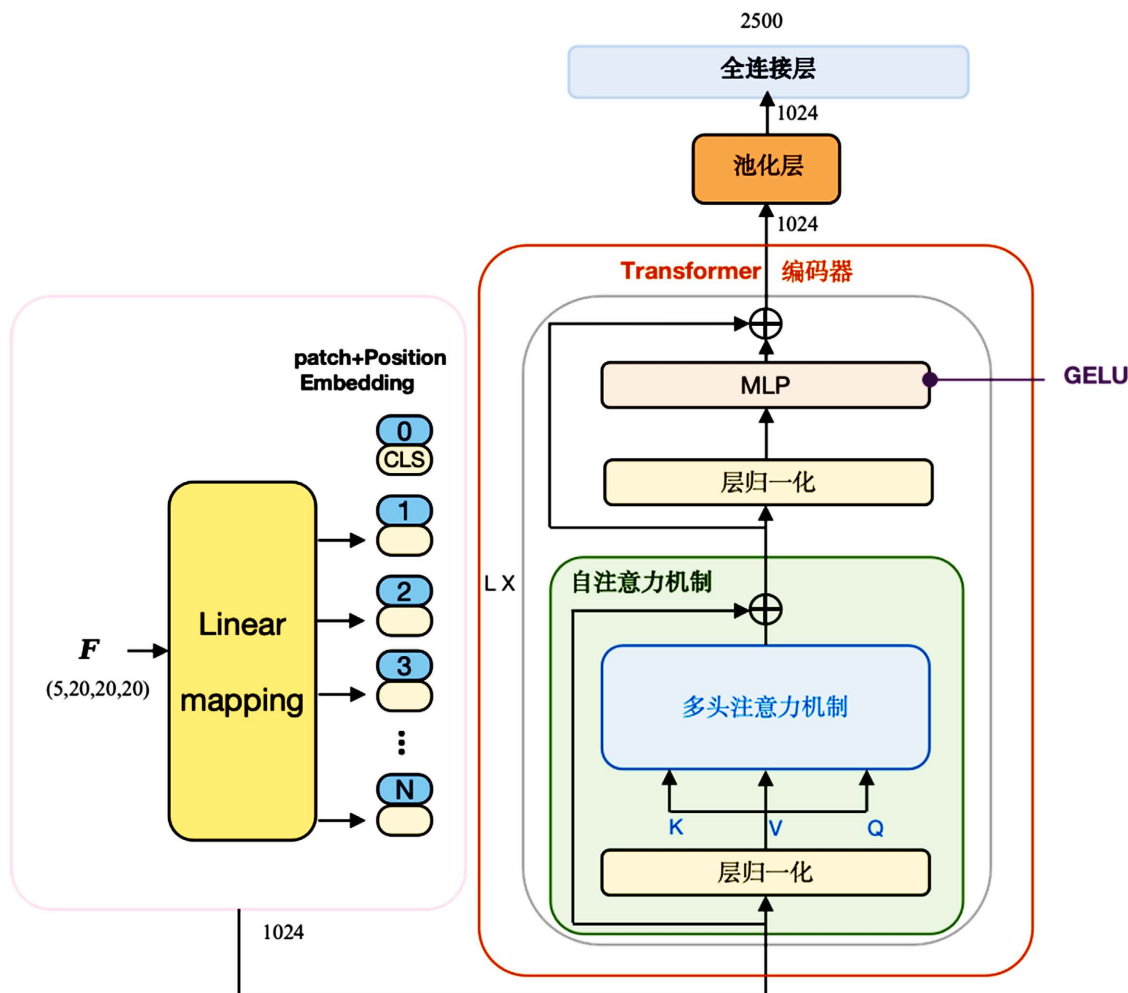 2500
全连接层
1024
池化层
1024
Transformer 编码器
patch+Position
Embedding
MLP
GELU
0
CLS
层归一化
1
L X
自注意力机制
2
Linear
mapping
F
(5,20,20,20)
3
多头注意力机制
...
N
K
V
Q
层归一化
1024